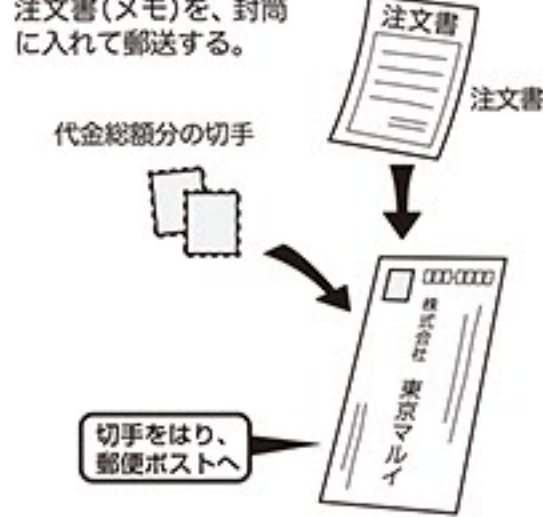 注文書(メモ)を、封筒
に入れて郵送する。
注文書
注文書
代金総額分の切手
株式会社 東京マルイ
切手をはり、
郵便ポストへ